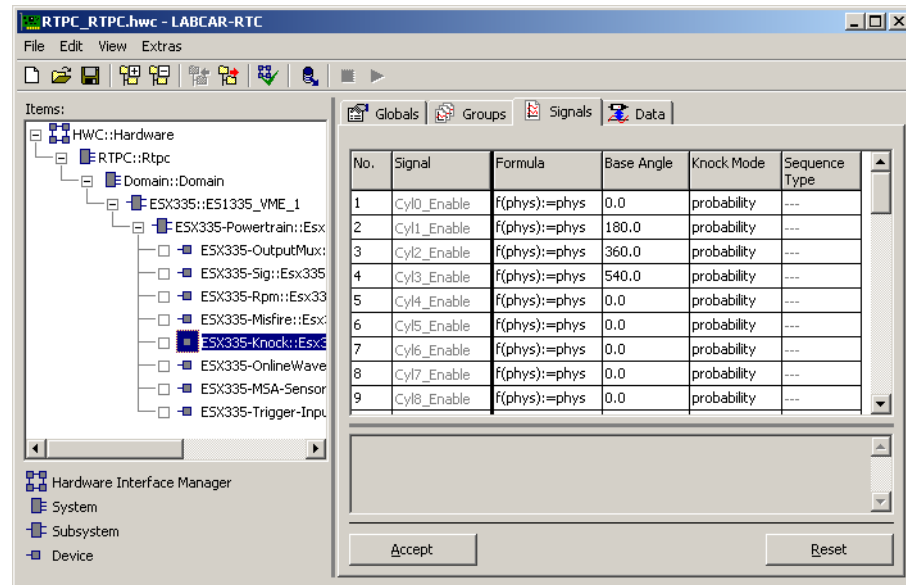 RTPC_RTPC.hwc - LABCAR-RTC
File Edit View Extras
Items:
HWC::Hardware
RTPC::Rtpc
Domain::Domain
ESX335::ES1335_VME_1
ESX335-Powertrain::Esx
ESX335-OutputMux:
ESX335-Sig::Esx335
ESX335-Rpm::Esx33
ESX335-Misfire::Esx
ESX335-Knock::Esx3
ESX335-OnlineWave
ESX335-MSA-Sensor
ESX335-Trigger-Inpu
Hardware Interface Manager
System
Subsystem
Device
Globals Groups Signals Data
No. Signal Formula Base Angle Knock Mode Sequence Type
1 Cyl0_Enable f(phys):=phys 0.0 probability ---
2 Cyl1_Enable f(phys):=phys 180.0 probability ---
3 Cyl2_Enable f(phys):=phys 360.0 probability ---
4 Cyl3_Enable f(phys):=phys 540.0 probability ---
5 Cyl4_Enable f(phys):=phys 0.0 probability ---
6 Cyl5_Enable f(phys):=phys 0.0 probability ---
7 Cyl6_Enable f(phys):=phys 0.0 probability ---
8 Cyl7_Enable f(phys):=phys 0.0 probability ---
9 Cyl8_Enable f(phys):=phys 0.0 probability ---
Accept Reset